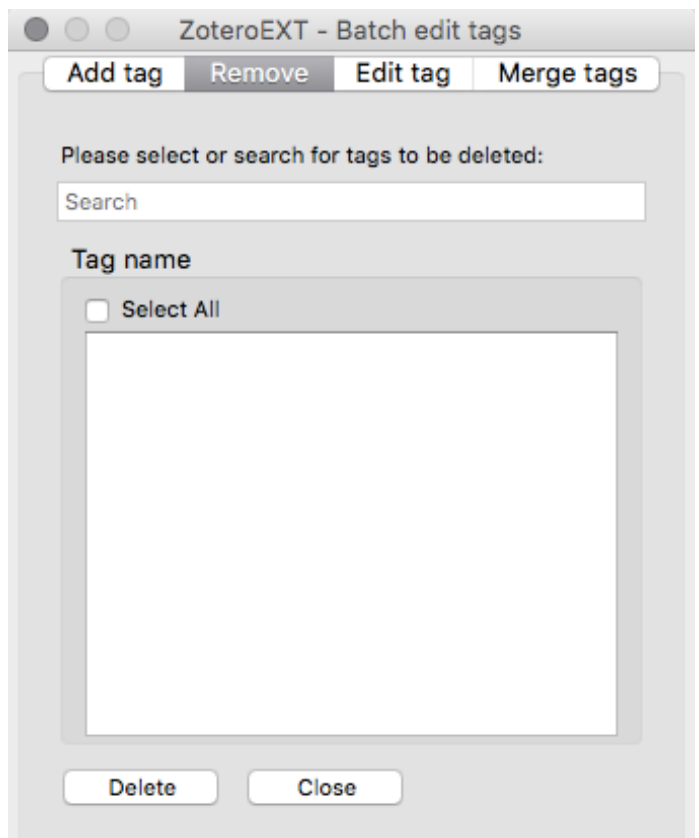 ZoteroEXT - Batch edit tags
Add tag Remove Edit tag Merge tags
Please select or search for tags to be deleted:
Search
Tag name
Select All
Delete Close